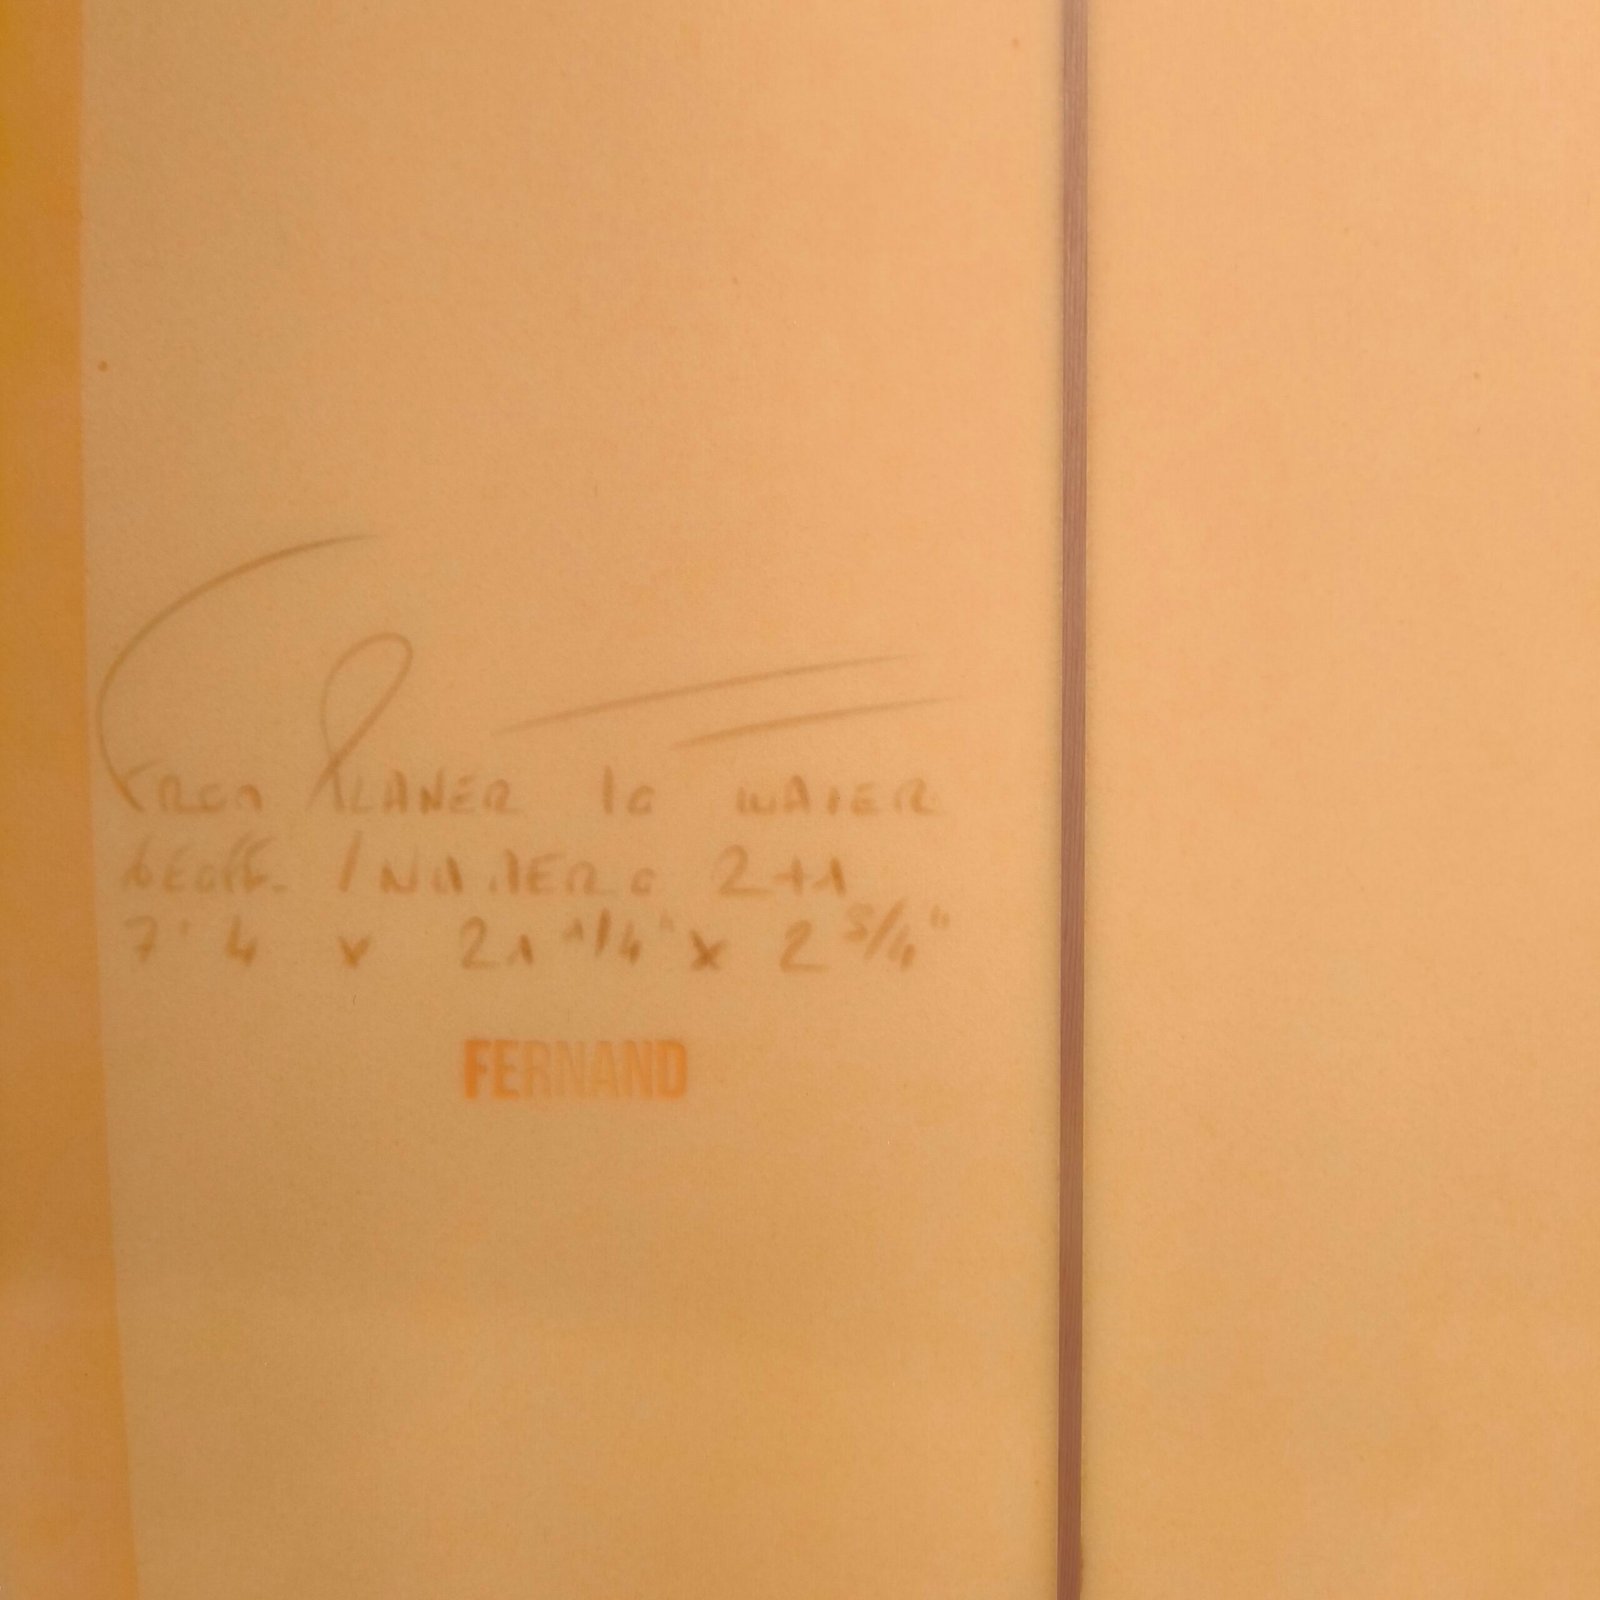 FROM PLANER TO WATER
2+1
7' 4 x 21 1/4" x 2 3/4"
FERNAND